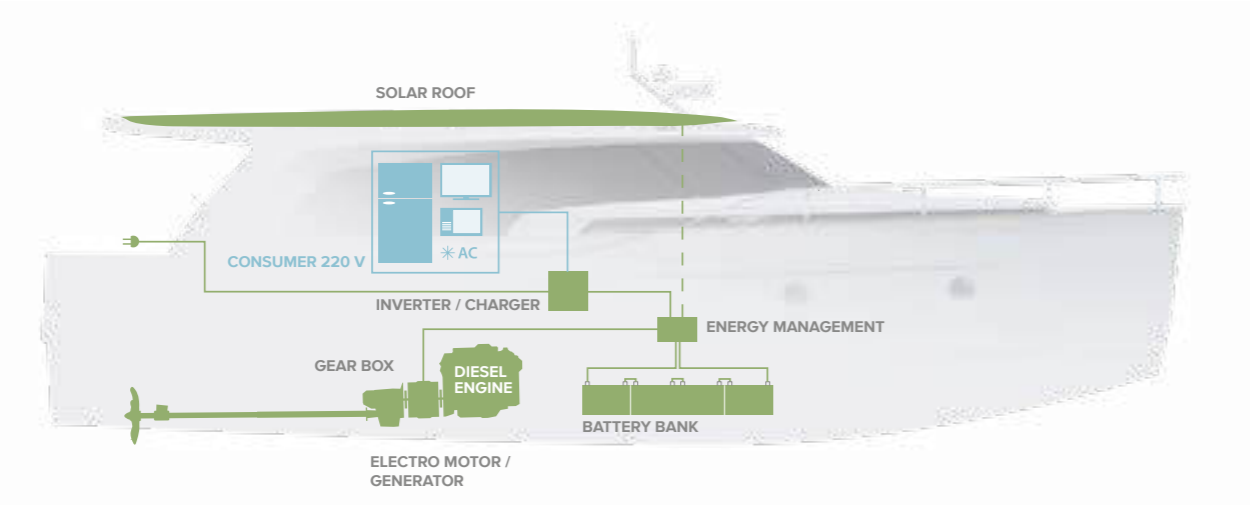 SOLAR ROOF
AC
CONSUMER 220 V
INVERTER / CHARGER
ENERGY MANAGEMENT
GEAR BOX
DIESEL
ENGINE
BATTERY BANK
ELECTRO MOTOR /
GENERATOR